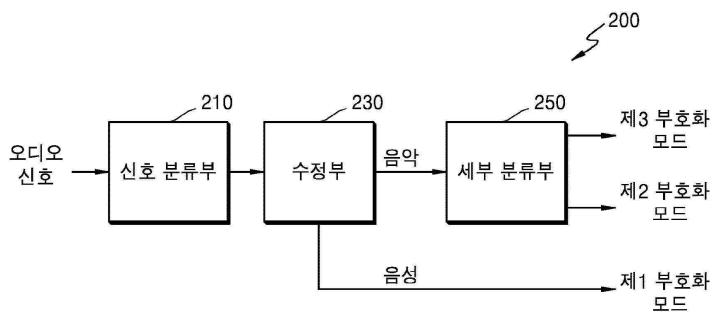 200
210
230
250
오디오
신호
신호 분류부
수정부
음악
세부 분류부
제3 부호화
모드
제2 부호화
모드
음성
제1 부호화
모드